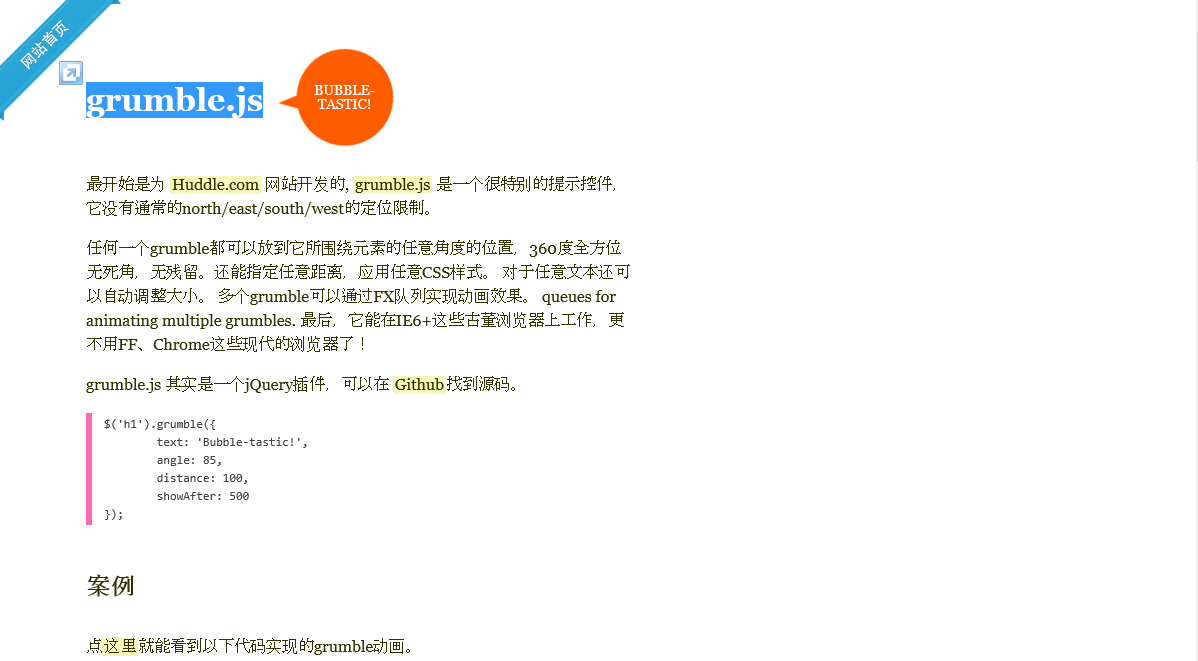 网站首页
grumble.js
BUBBLE-
TASTIC!
最开始是为 Huddle.com 网站开发的, grumble.js 是一个很特别的提示控件,
它没有通常的north/east/south/west的定位限制。
任何一个grumble都可以放到它所围绕元素的任意角度的位置，360度全方位
无死角，无残留。还能指定任意距离，应用任意CSS样式。 对于任意文本还可
以自动调整大小。 多个grumble可以通过FX队列实现动画效果。 queues for
animating multiple grumbles. 最后，它能在IE6+这些古董浏览器上工作，更
不用FF、Chrome这些现代的浏览器了！
grumble.js 其实是一个jQuery插件，可以在 Github找到源码。
$('h1').grumble({
        text: 'Bubble-tastic!',
        angle: 85,
        distance: 100,
        showAfter: 500
});
案例
点这里就能看到以下代码实现的grumble动画。